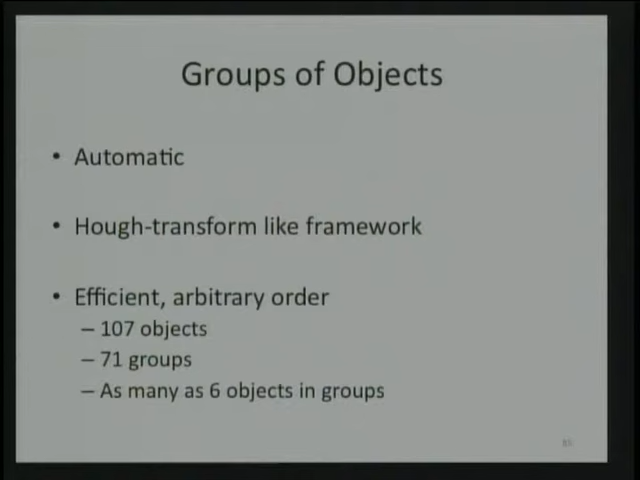 Groups of Objects
• Automatic
• Hough-transform like framework
• Efficient, arbitrary order
– 107 objects
– 71 groups
– As many as 6 objects in groups